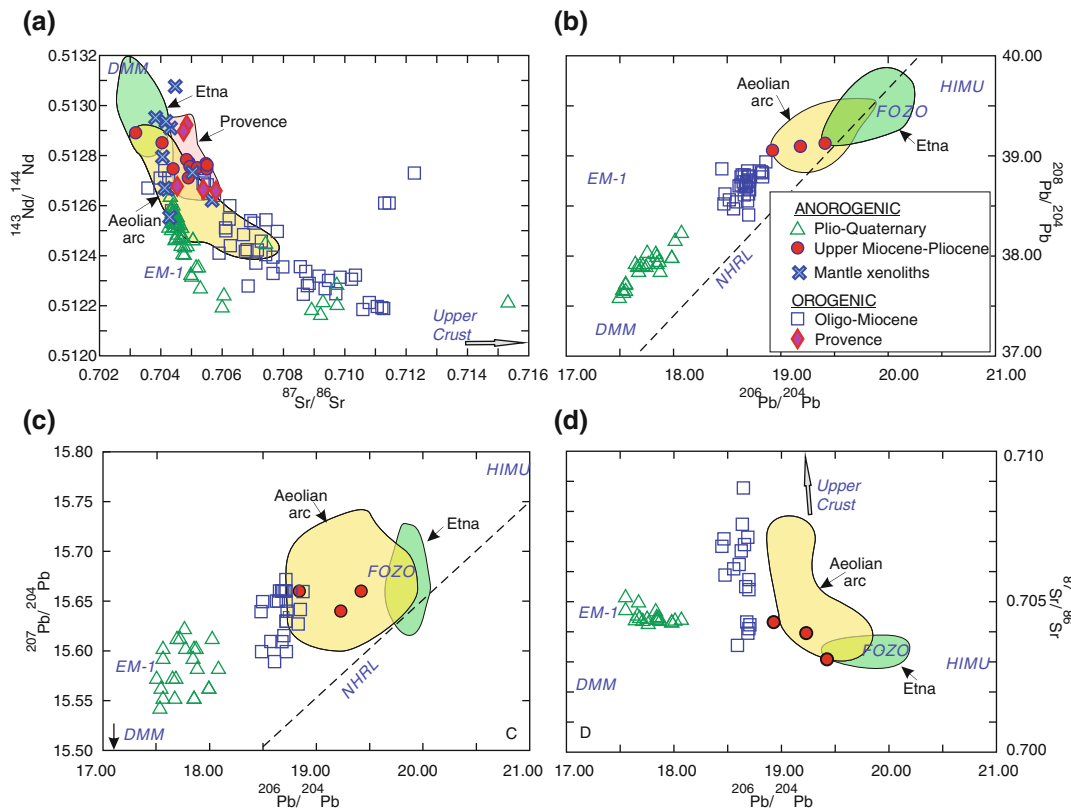 (a)
0.5132
0.5130
0.5128
0.5126
0.5124
0.5122
0.5120
143Nd/ 144Nd
DMM
Etna
Provence
Aeolian
arc
EM-1
Upper
Crust
0.702
0.704
0.706
0.708
0.710
0.712
0.714
0.716
87Sr/86Sr
(b)
40.00
39.00
38.00
37.00
208Pb/204Pb
HIMU
Aeolian
arc
FOZO
Etna
EM-1
NHRL
DMM
ANOROGENIC
Plio-Quaternary
Upper Miocene-Pliocene
Mantle xenoliths
OROGENIC
Oligo-Miocene
Provence
17.00
18.00
19.00
20.00
21.00
206Pb/204Pb
(c)
15.80
15.75
15.70
15.65
15.60
15.55
15.50
207Pb/204Pb
HIMU
Aeolian
arc
Etna
FOZO
EM-1
NHRL
DMM
C
17.00
18.00
19.00
20.00
21.00
206Pb/204Pb
(d)
0.710
0.705
0.700
87Sr/86Sr
Upper
Crust
Aeolian
arc
EM-1
FOZO
HIMU
Etna
DMM
D
17.00
18.00
19.00
20.00
21.00
206Pb/204Pb